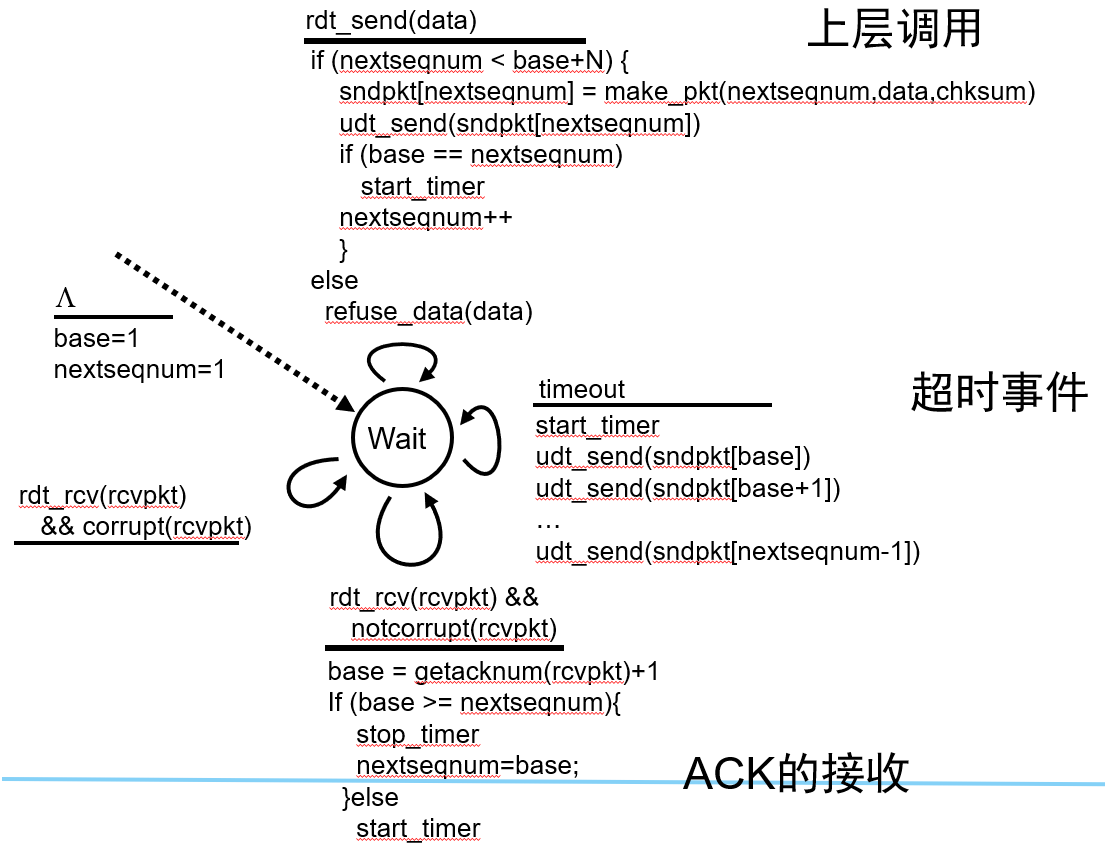 rdt_send(data)
上层调用
if (nextseqnum < base+N) {
sndpkt[nextseqnum] = make_pkt(nextseqnum,data,chksum)
udt_send(sndpkt[nextseqnum])
if (base == nextseqnum)
start_timer
nextseqnum++
}
else
refuse_data(data)
Λ
base=1
nextseqnum=1
Wait
timeout
超时事件
start_timer
udt_send(sndpkt[base])
udt_send(sndpkt[base+1])
…
udt_send(sndpkt[nextseqnum-1])
rdt_rcv(rcvpkt)
&& corrupt(rcvpkt)
rdt_rcv(rcvpkt) &&
notcorrupt(rcvpkt)
base = getacknum(rcvpkt)+1
If (base >= nextseqnum){
stop_timer
nextseqnum=base;
ACK的接收
}else
start_timer